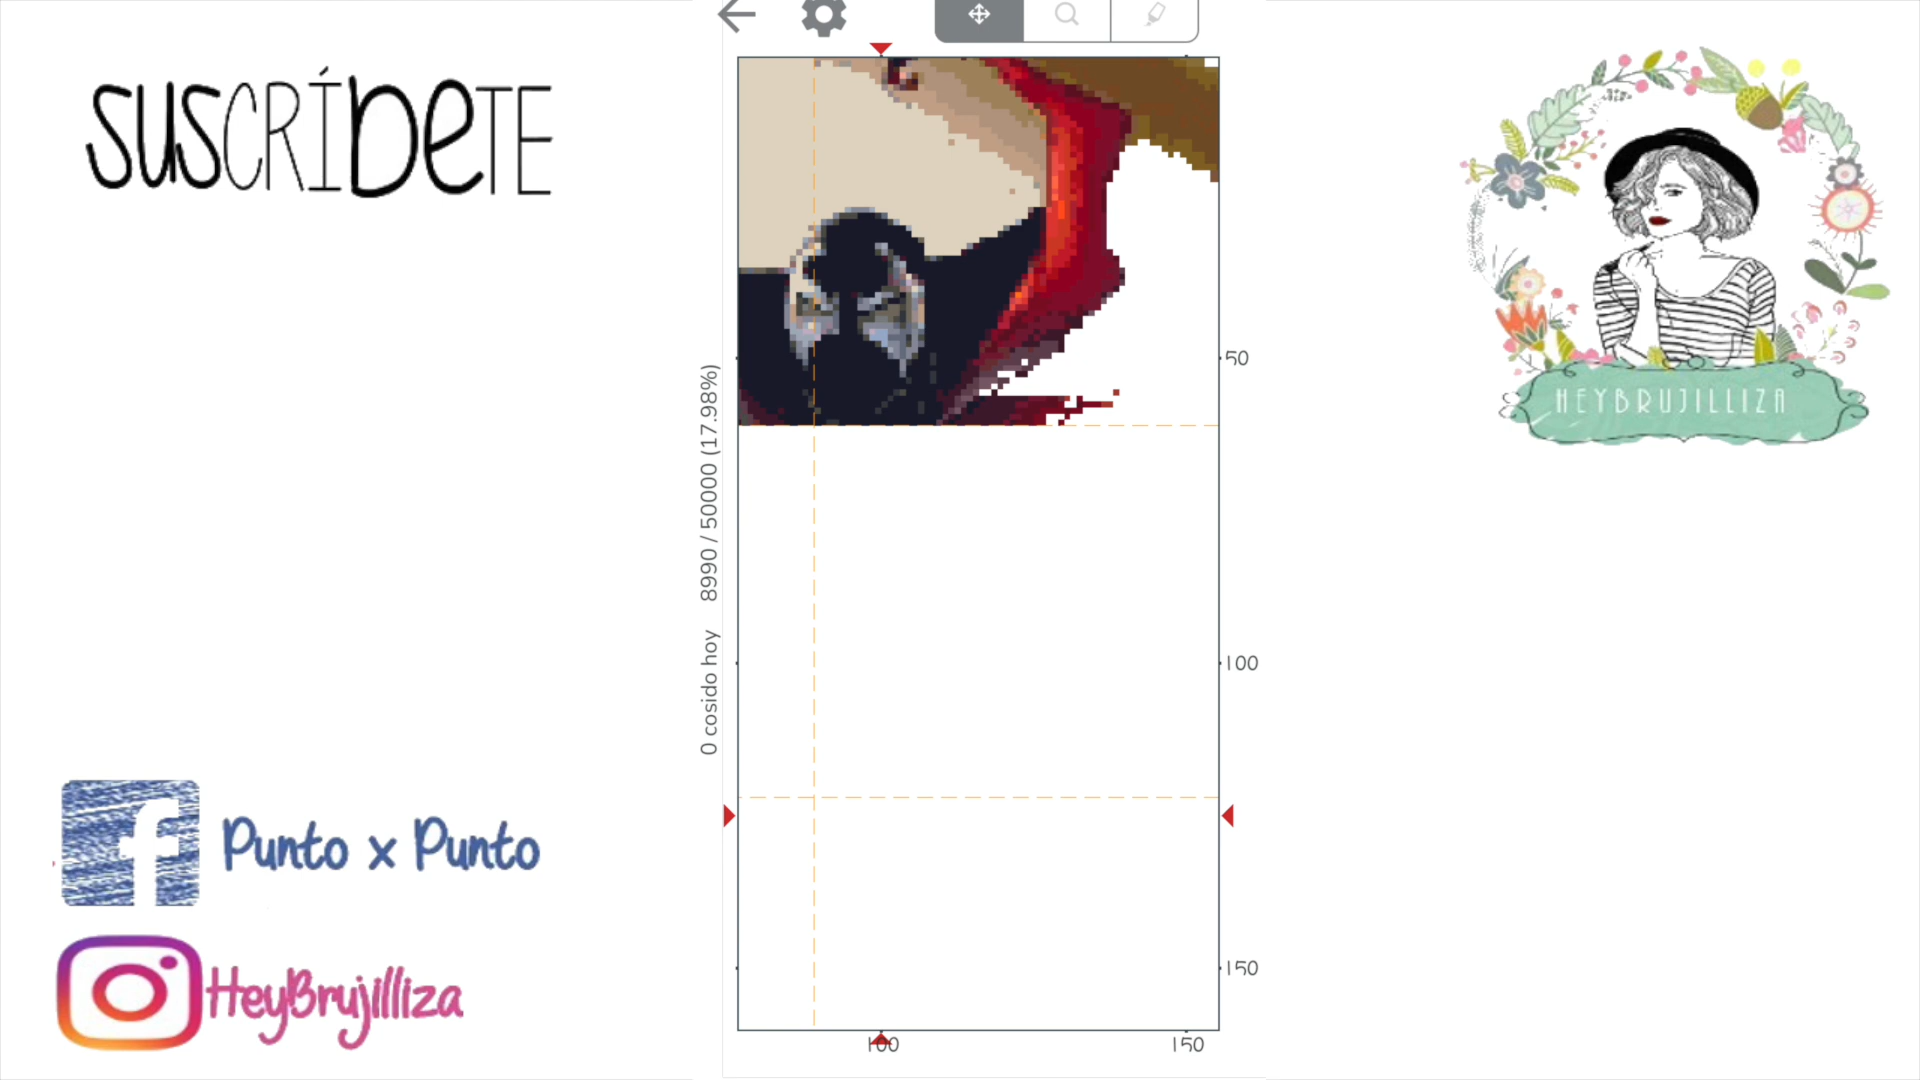 SUSCRÍBETE
50
8990 / 50000 (17.98%)
HEYBRUJILLIZA
100
0 cosido hoy
Punto x Punto
150
HeyBrujilliza
100
150